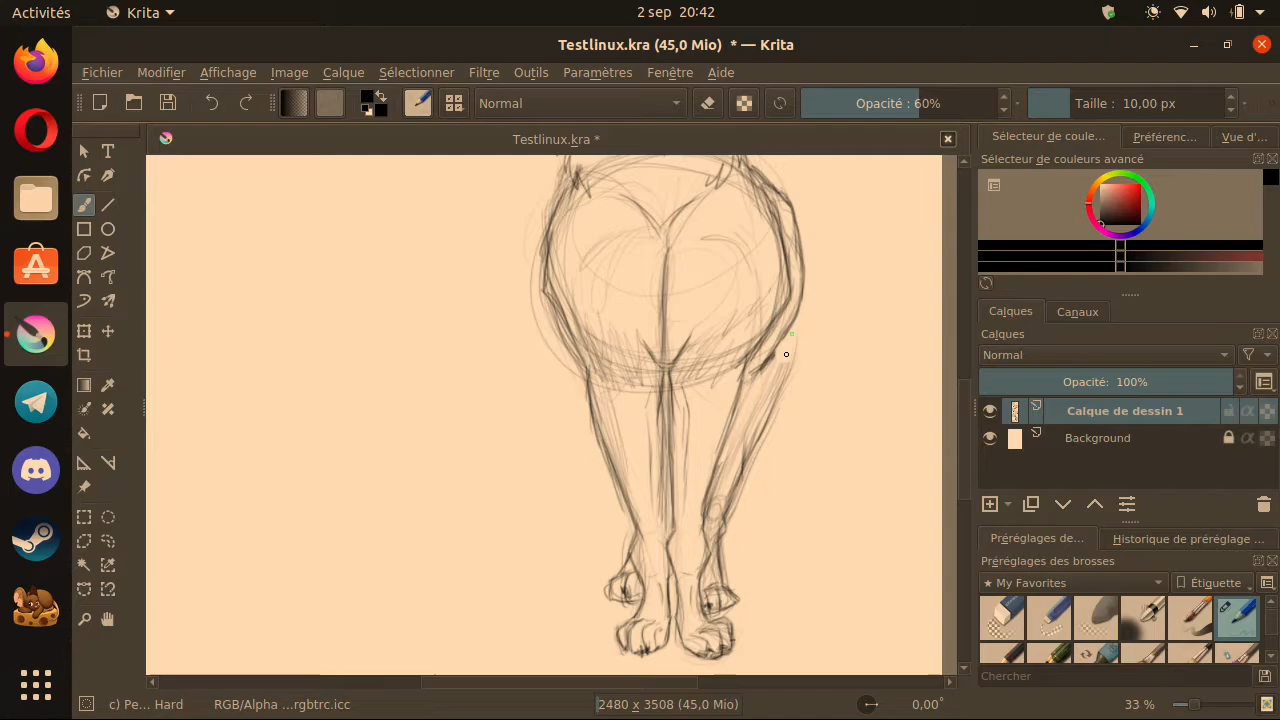 Activités
Krita
2 sep 20:42
Testlinux.kra (45,0 Mio) * — Krita
Fichier Modifier Affichage Image Calque Sélectionner Filtre Outils Paramètres Fenêtre Aide
Normal
Opacité : 60%
Taille : 10,00 px
Testlinux.kra *
Sélecteur de coule...
Préférenc...
Vue d'...
Sélecteur de couleurs avancé
Calques
Canaux
Calques
Normal
Opacité: 100%
Calque de dessin 1
Background
Préréglages de...
Historique de préréglage ...
Préréglages des brosses
★ My Favorites
Étiquette
Chercher
c) Pe... Hard
RGB/Alpha ...rgbtrc.icc
2480 x 3508 (45,0 Mio)
0,00°
33 %